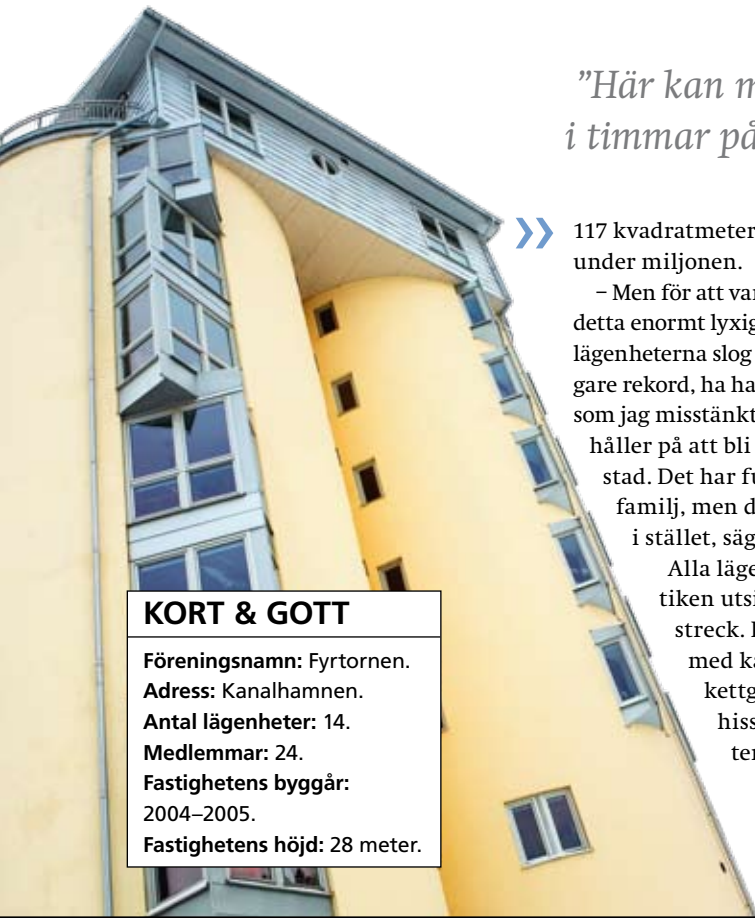 ”Här kan m
i timmar på
117 kvadratmeter
under miljonen.
– Men för att var
detta enormt lyxig
lägenheterna slog
gare rekord, ha ha
som jag misstänkt
håller på att bli
stad. Det har fu
familj, men d
i stället, säg
Alla läge
tiken utsi
streck.
med ka
kettg
hiss
ter
KORT & GOTT
Föreningsnamn: Fyrtornen.
Adress: Kanalhamnen.
Antal lägenheter: 14.
Medlemmar: 24.
Fastighetens byggår:
2004–2005.
Fastighetens höjd: 28 meter.